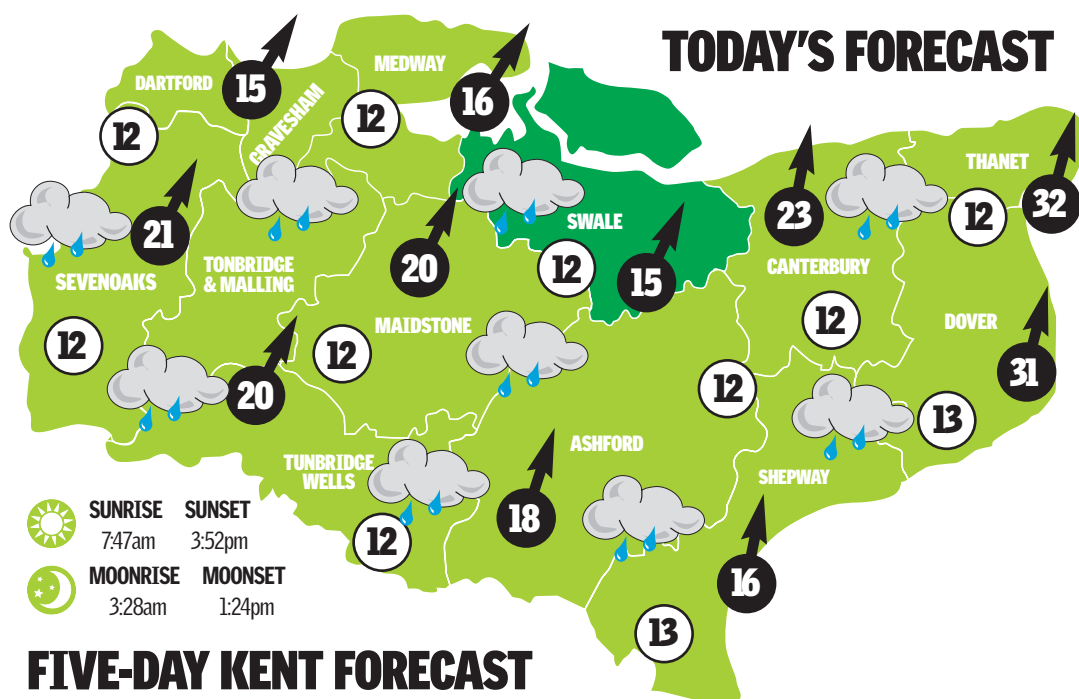 TODAY'S FORECAST
MEDWAY
DARTFORD
15
16
GRAVESHAM
12
12
THANET
32
23
12
21
SWALE
20
12
15
CANTERBURY
SEVENOAKS
TONBRIDGE
& MALLING
MAIDSTONE
12
DOVER
12
12
31
20
12
13
ASHFORD
TUNBRIDGE
WELLS
SHEPWAY
18
12
16
13
SUNRISE SUNSET
7:47am 3:52pm
MOONRISE MOONSET
3:28am 1:24pm
FIVE-DAY KENT FORECAST